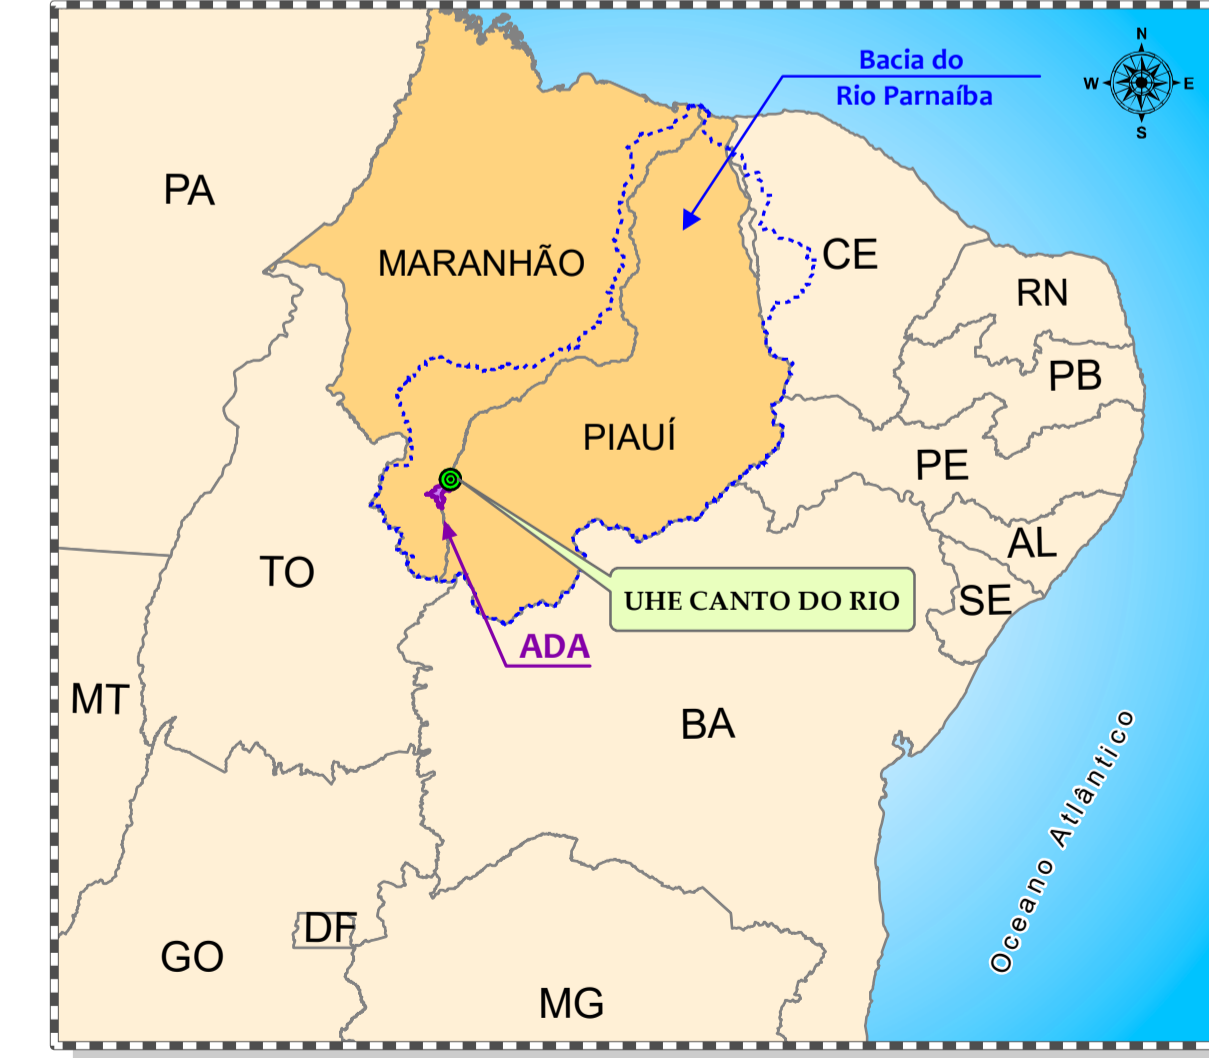 N
W E
S
Bacia do
Rio Parnaíba
PA
MARANHÃO
CE
RN
PB
PIAUÍ
PE
AL
TO
SE
UHE CANTO DO RIO
ADA
MT
BA
Oceano Atlântico
DF
GO
MG